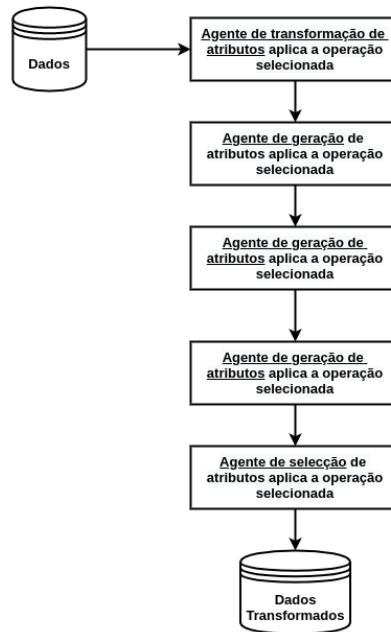 Dados
Agente de transformação de
atributos aplica a operação
selecionada
Agente de geração de
atributos aplica a operação
selecionada
Agente de geração de
atributos aplica a operação
selecionada
Agente de geração de
atributos aplica a operação
selecionada
Agente de selecção de
atributos aplica a operação
selecionada
Dados
Transformados